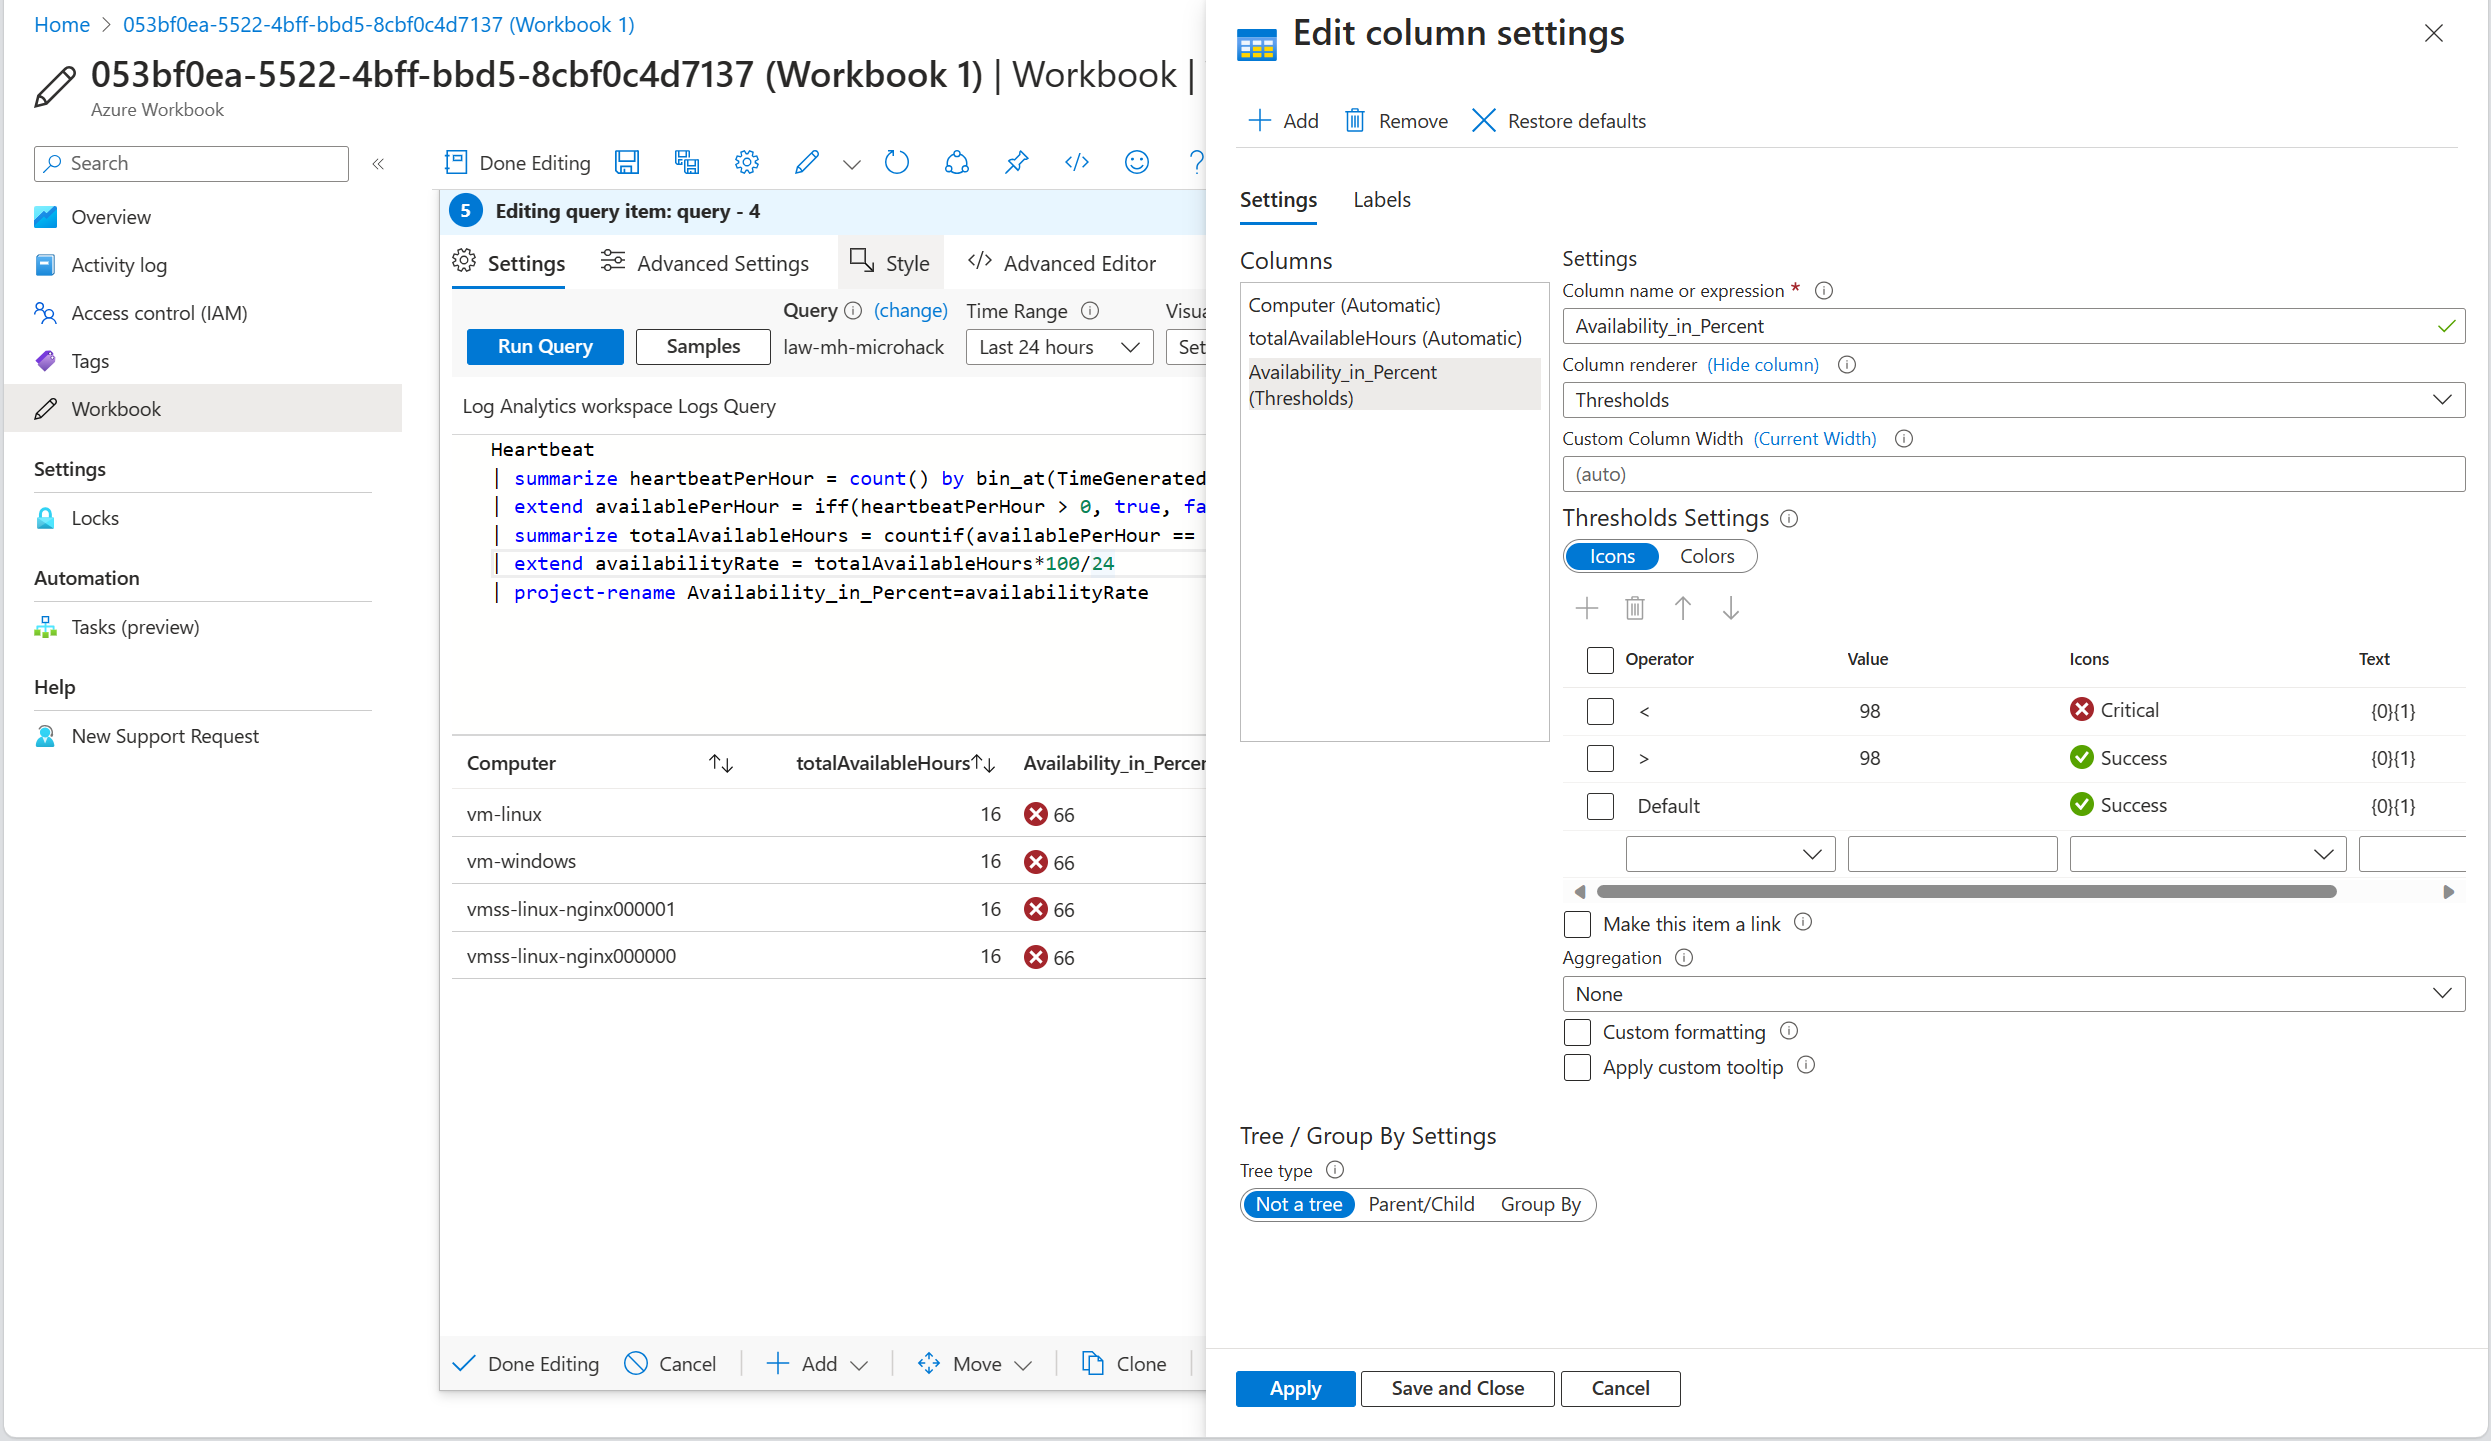 Home > 053bf0ea-5522-4bff-bbd5-8cbf0c4d7137 (Workbook 1)
053bf0ea-5522-4bff-bbd5-8cbf0c4d7137 (Workbook 1) | Workbook |
Azure Workbook
Search
«
Overview
Activity log
Access control (IAM)
Tags
Workbook
Settings
Locks
Automation
Tasks (preview)
Help
New Support Request
Done Editing
5 Editing query item: query - 4
Settings
Advanced Settings
Style
Advanced Editor
Query (change)
Time Range
Visua
Run Query
Samples
law-mh-microhack
Last 24 hours
Set
Log Analytics workspace Logs Query
Heartbeat
| summarize heartbeatPerHour = count() by bin_at(TimeGenerated
| extend availablePerHour = iff(heartbeatPerHour > 0, true, fa
| summarize totalAvailableHours = countif(availablePerHour ==
| extend availabilityRate = totalAvailableHours*100/24
| project-rename Availability_in_Percent=availabilityRate
Computer totalAvailableHours Availability_in_Percer
vm-linux 16 66
vm-windows 16 66
vmss-linux-nginx000001 16 66
vmss-linux-nginx000000 16 66
Done Editing
Cancel
Add
Move
Clone
Edit column settings
Add
Remove
Restore defaults
Settings
Labels
Columns
Computer (Automatic)
totalAvailableHours (Automatic)
Availability_in_Percent
(Thresholds)
Settings
Column name or expression *
Availability_in_Percent
Column renderer (Hide column)
Thresholds
Custom Column Width (Current Width)
(auto)
Thresholds Settings
Icons Colors
Operator Value Icons Text
< 98 Critical {0}{1}
> 98 Success {0}{1}
Default Success {0}{1}
Make this item a link
Aggregation
None
Custom formatting
Apply custom tooltip
Tree / Group By Settings
Tree type
Not a tree Parent/Child Group By
Apply
Save and Close
Cancel